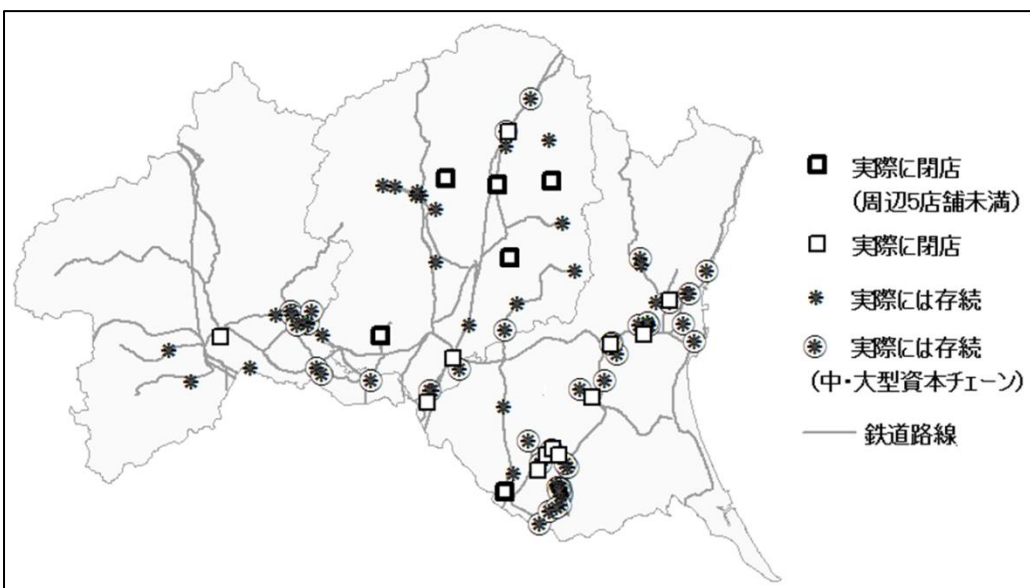 実際に閉店
(周辺5店舗未満)
実際に閉店
実際には存続
実際には存続
(中・大型資本チェーン)
鉄道路線